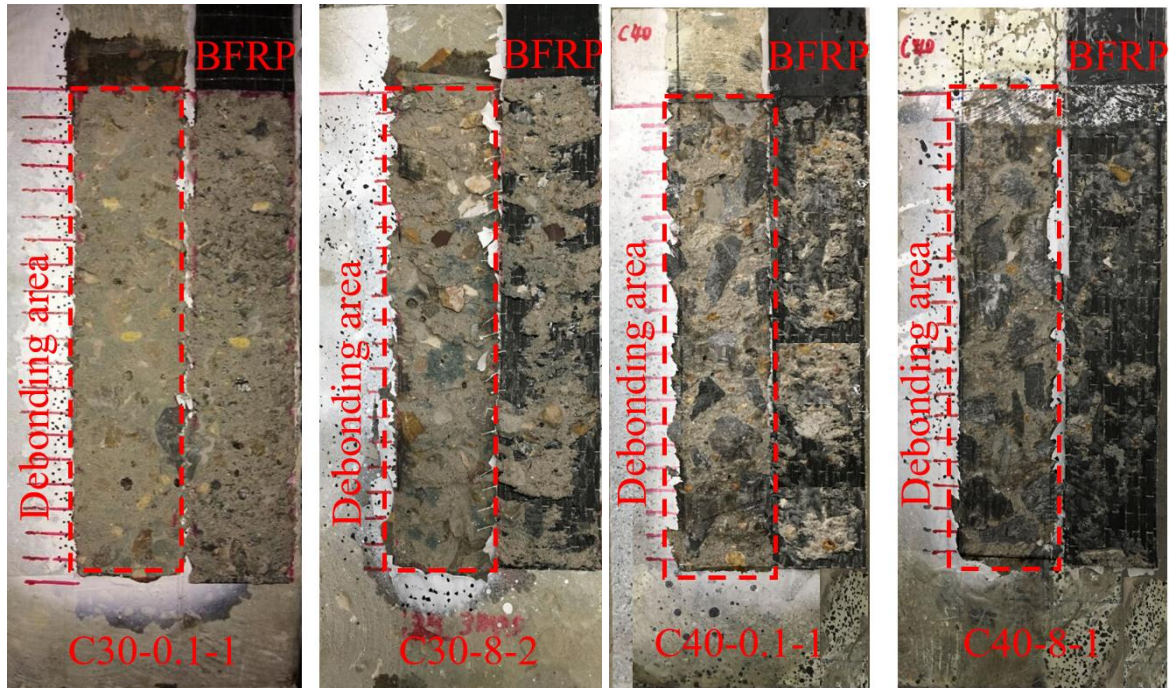 BFRP
Debonding area
C30-0.1-1
BFRP
Debonding area
C30-8-2
C40
BFRP
Debonding area
C40-0.1-1
C40
BFRP
Debonding area
C40-8-1